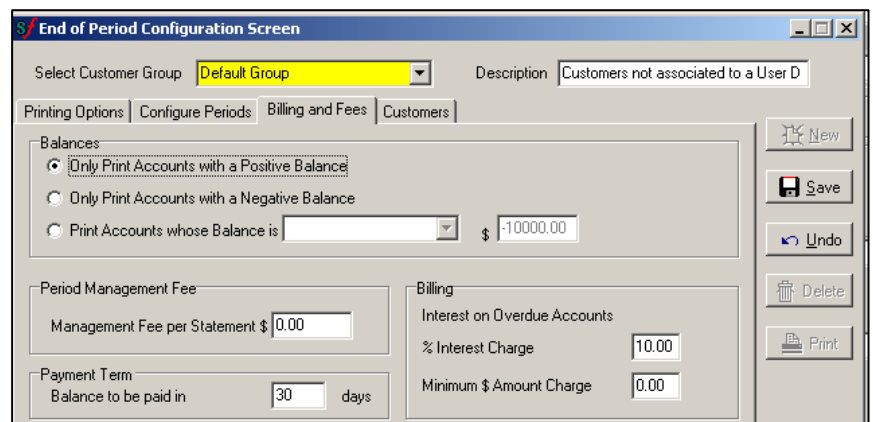 Sf End of Period Configuration Screen
Select Customer Group Default Group Description Customers not associated to a User D
Printing Options Configure Periods Billing and Fees Customers
New
Balances
Only Print Accounts with a Positive Balance
Save
Only Print Accounts with a Negative Balance
Print Accounts whose Balance is $ -10000.00
Undo
Period Management Fee
Management Fee per Statement $ 0.00
Billing
Interest on Overdue Accounts
% Interest Charge 10.00
Minimum $ Amount Charge 0.00
Delete
Print
Payment Term
Balance to be paid in 30 days